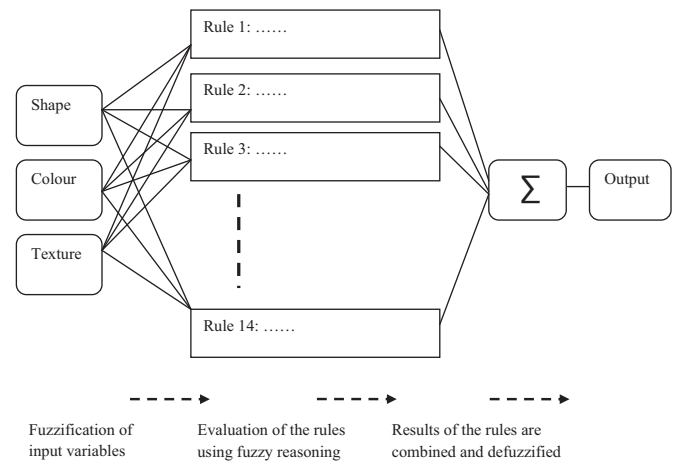 Rule 1: ……
Rule 2: ……
Shape
Rule 3: ……
Colour
Σ
Output
Texture
Rule 14: ……
Fuzzification of
input variables
Evaluation of the rules
using fuzzy reasoning
Results of the rules are
combined and defuzzified